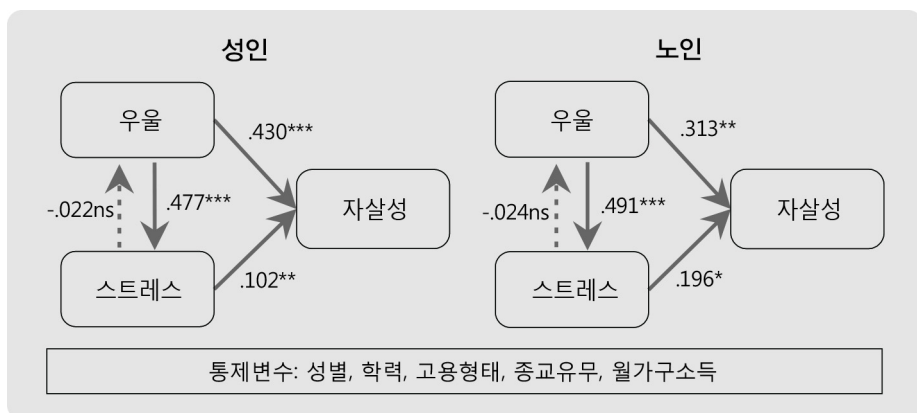 성인
노인
우울
.430***
-.022ns
.477***
자살성
스트레스
.102**
우울
.313**
-.024ns
.491***
자살성
스트레스
.196*
통제변수: 성별, 학력, 고용형태, 종교유무, 월가구소득